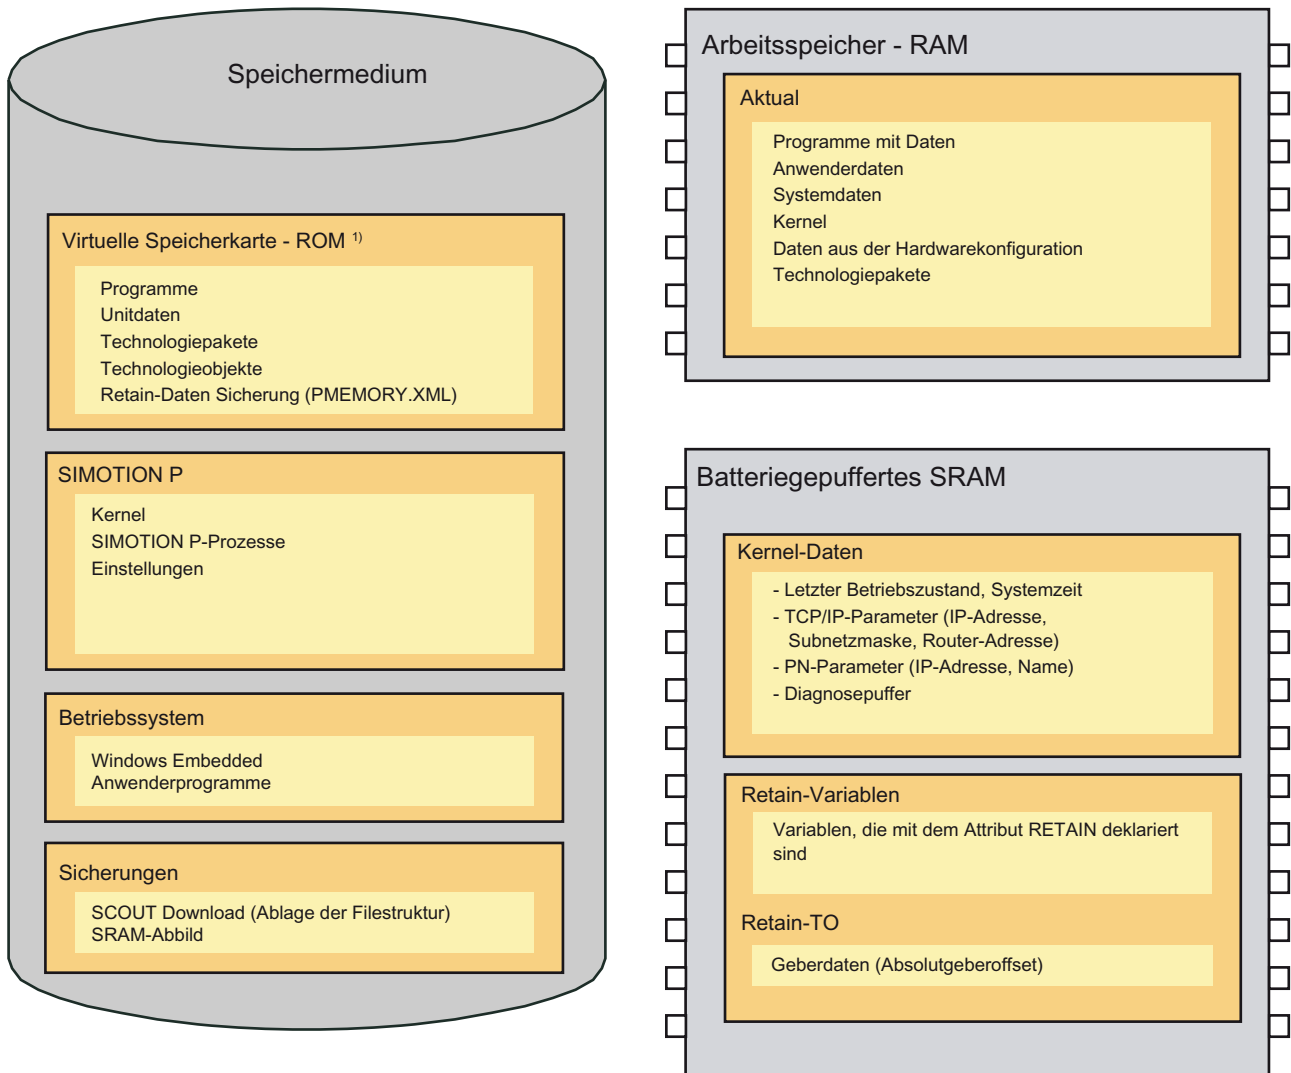 Speichermedium
Virtuelle Speicherkarte - ROM 1)
Programme
Unitdaten
Technologiepakete
Technologieobjekte
Retain-Daten Sicherung (PMEMORY.XML)
SIMOTION P
Kernel
SIMOTION P-Prozesse
Einstellungen
Betriebssystem
Windows Embedded
Anwenderprogramme
Sicherungen
SCOUT Download (Ablage der Filestruktur)
SRAM-Abbild
Arbeitsspeicher - RAM
Aktual
Programme mit Daten
Anwenderdaten
Systemdaten
Kernel
Daten aus der Hardwarekonfiguration
Technologiepakete
Batteriegepuffertes SRAM
Kernel-Daten
- Letzter Betriebszustand, Systemzeit
- TCP/IP-Parameter (IP-Adresse,
Subnetzmaske, Router-Adresse)
- PN-Parameter (IP-Adresse, Name)
- Diagnosepuffer
Retain-Variablen
Variablen, die mit dem Attribut RETAIN deklariert
sind
Retain-TO
Geberdaten (Absolutgeberoffset)